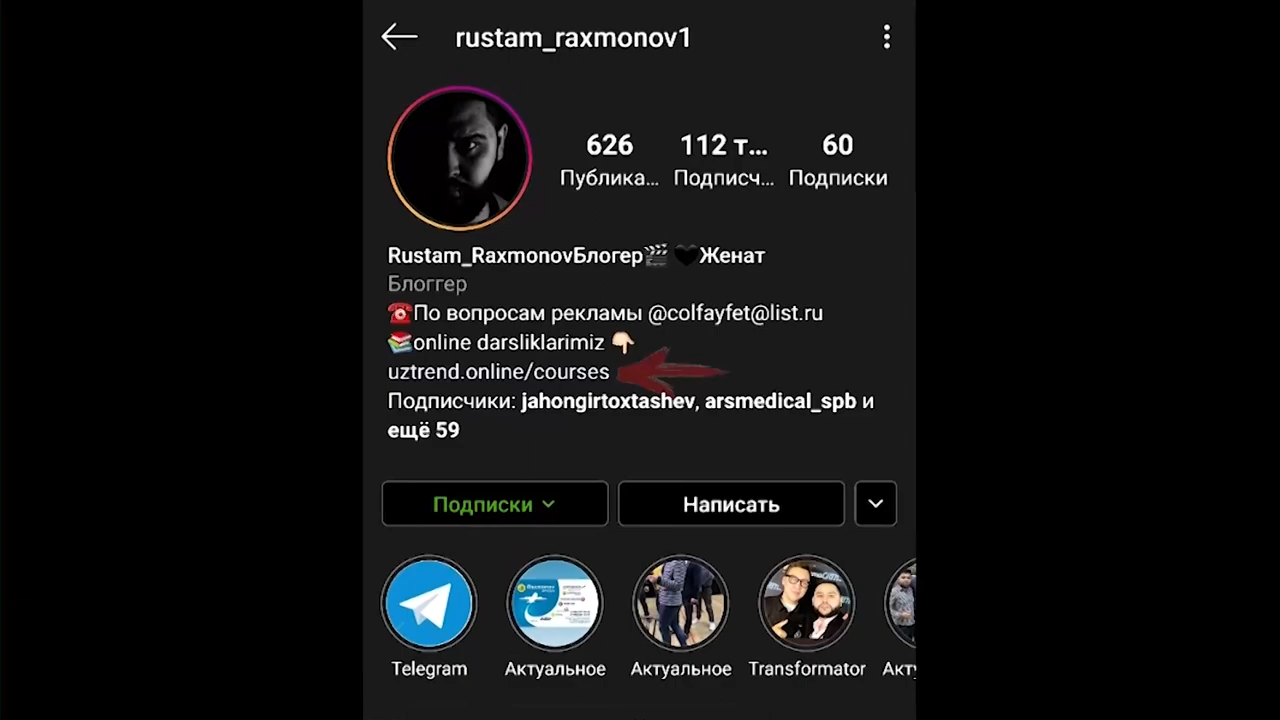 rustam_raxmonov1
626
112 т...
60
Публика...
Подписч...
Подписки
Rustam_RaxmonovБлогер🎬 🖤Женат
Блоггер
☎️По вопросам рекламы @colfayfet@list.ru
📚online darsliklarimiz 👇🏻
uztrend.online/courses
Подписчики: jahongirtoxtashev, arsmedical_spb и
ещё 59
Подписки
Написать
Telegram
Актуальное
Актуальное
Transformator
Акту